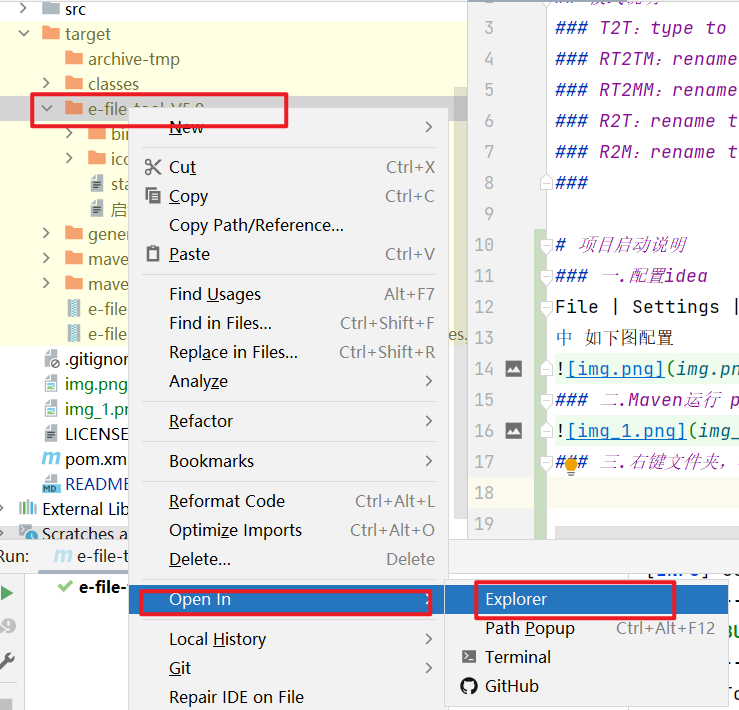 src
target
archive-tmp
classes
e-file-tool-V5.0
bin
ico
sta
启
gener
mave
mave
e-file
e-file
.gitignor
img.png
img_1.pr
LICENSE
pom.xm
README
External Lib
Scratches a
Run:
e-file-t
e-file-
New
Cut Ctrl+X
Copy Ctrl+C
Copy Path/Reference...
Paste Ctrl+V
Find Usages Alt+F7
Find in Files... Ctrl+Shift+F
Replace in Files... Ctrl+Shift+R
Analyze
Refactor
Bookmarks
Reformat Code Ctrl+Alt+L
Optimize Imports Ctrl+Alt+O
Delete... Delete
Open In
Local History
Git
Repair IDE on File
Explorer
Path Popup Ctrl+Alt+F12
Terminal
GitHub
3 ### T2T：type to
4 ### RT2TM：rename
5 ### RT2MM：rename
6 ### R2T：rename t
7 ### R2M：rename t
8 ###
9
10 # 项目启动说明
11 ### 一.配置idea
12 File | Settings |
13 中 如下图配置
14 ![img.png](img.pn
15 ### 二.Maven运行 p
16 ![img_1.png](img_
17 ### 三.右键文件夹，
18
19